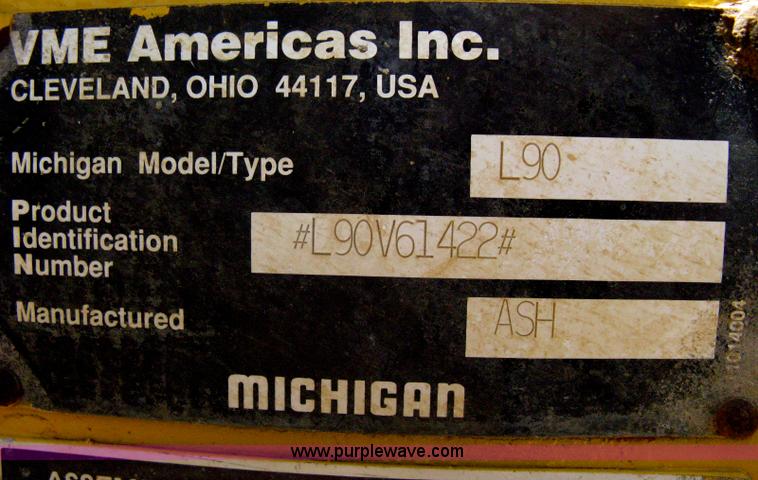 VME Americas Inc.
CLEVELAND, OHIO 44117, USA
Michigan Model/Type L90
Product
Identification
Number #L90V61422#
Manufactured ASH
1014004
MICHIGAN
www.purplewave.com